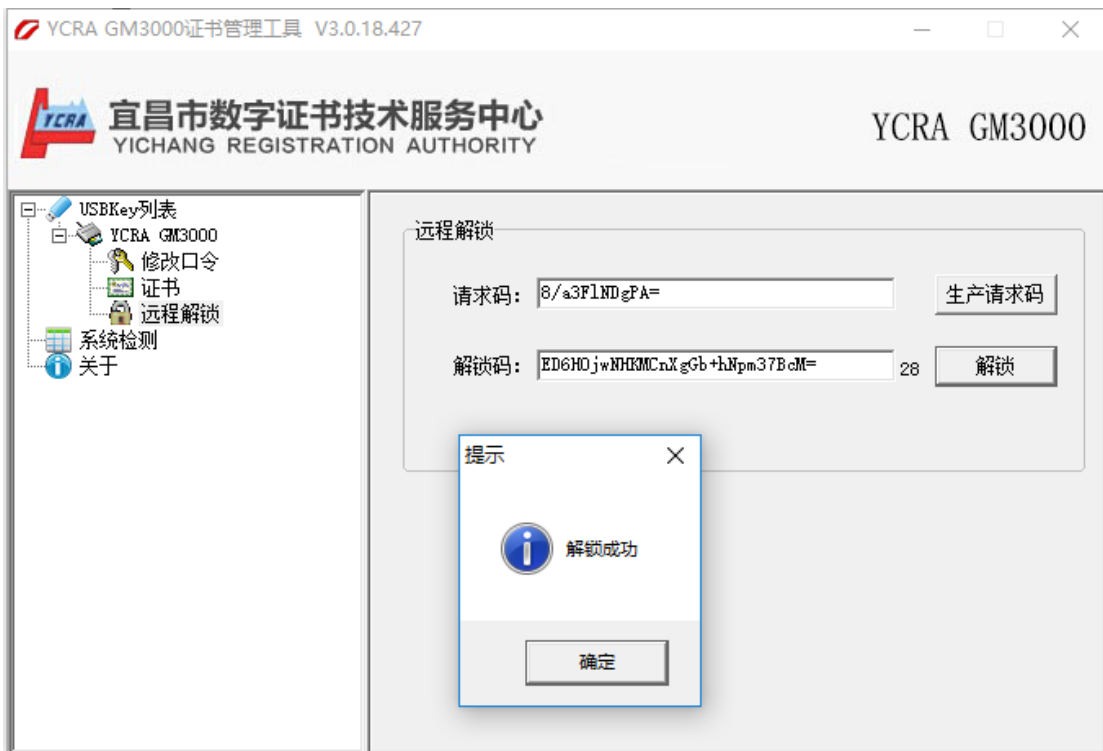 YCRA GM3000证书管理工具 V3.0.18.427
YCRA
宜昌市数字证书技术服务中心
YICHANG REGISTRATION AUTHORITY
YCRA GM3000
USBKey列表
YCRA GM3000
修改口令
证书
远程解锁
系统检测
关于
远程解锁
请求码: 8/a3FlNDgPA= 生产请求码
解锁码: ED6HOjwNHKMCnXgGb+hNpm37BcM= 28 解锁
提示
解锁成功
确定